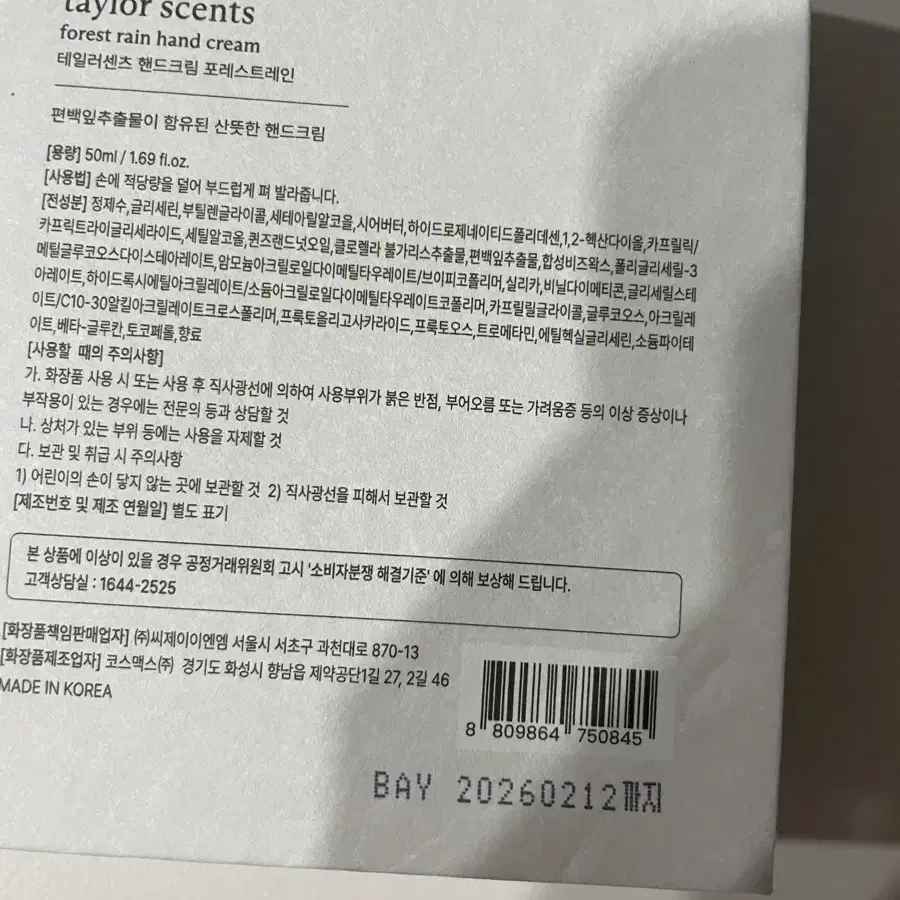 taylor scents
forest rain hand cream
테일러센츠 핸드크림 포레스트레인
편백잎추출물이 함유된 산뜻한 핸드크림
[용량] 50ml / 1.69 fl.oz.
[사용법] 손에 적당량을 덜어 부드럽게 펴 발라줍니다.
[전성분] 정제수,글리세린,부틸렌글라이콜,세테아릴알코올,시어버터,하이드로제네이티드폴리데센,1,2-헥산다이올,카프릴릭/
카프릭트라이글리세라이드,세틸알코올,퀸즈랜드넛오일,클로렐라 불가리스추출물,편백잎추출물,합성비즈왁스,폴리글리세릴-3
메틸글루코오스다이스테아레이트,암모늄아크릴로일다이메틸타우레이트/브이피코폴리머,실리카,비닐다이메티콘,글리세릴스테
아레이트,하이드록시에틸아크릴레이트/소듐아크릴로일다이메틸타우레이트코폴리머,카프릴릴글라이콜,글루코오스,아크릴레
이트/C10-30알킬아크릴레이트크로스폴리머,프룩토올리고사카라이드,프룩토오스,트로메타민,에틸헥실글리세린,소듐파이테
이트,베타-글루칸,토코페롤,향료
[사용할 때의 주의사항]
가. 화장품 사용 시 또는 사용 후 직사광선에 의하여 사용부위가 붉은 반점, 부어오름 또는 가려움증 등의 이상 증상이나
부작용이 있는 경우에는 전문의 등과 상담할 것
나. 상처가 있는 부위 등에는 사용을 자제할 것
다. 보관 및 취급 시 주의사항
1) 어린이의 손이 닿지 않는 곳에 보관할 것 2) 직사광선을 피해서 보관할 것
[제조번호 및 제조 연월일] 별도 표기
본 상품에 이상이 있을 경우 공정거래위원회 고시 '소비자분쟁 해결기준' 에 의해 보상해 드립니다.
고객상담실 : 1644-2525
[화장품책임판매업자] ㈜씨제이이엔엠 서울시 서초구 과천대로 870-13
[화장품제조업자] 코스맥스㈜ 경기도 화성시 향남읍 제약공단1길 27, 2길 46
MADE IN KOREA
8 809864 750845
BAY 20260212까지